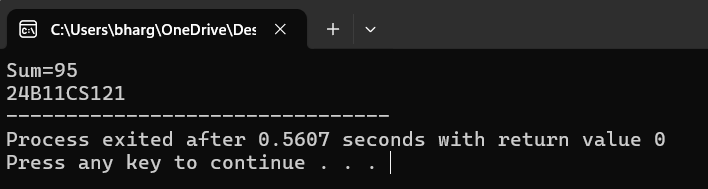 C:\Users\bharg\OneDrive\Des
Sum=95
24B11CS121
--------------------------------
Process exited after 0.5607 seconds with return value 0
Press any key to continue . . .